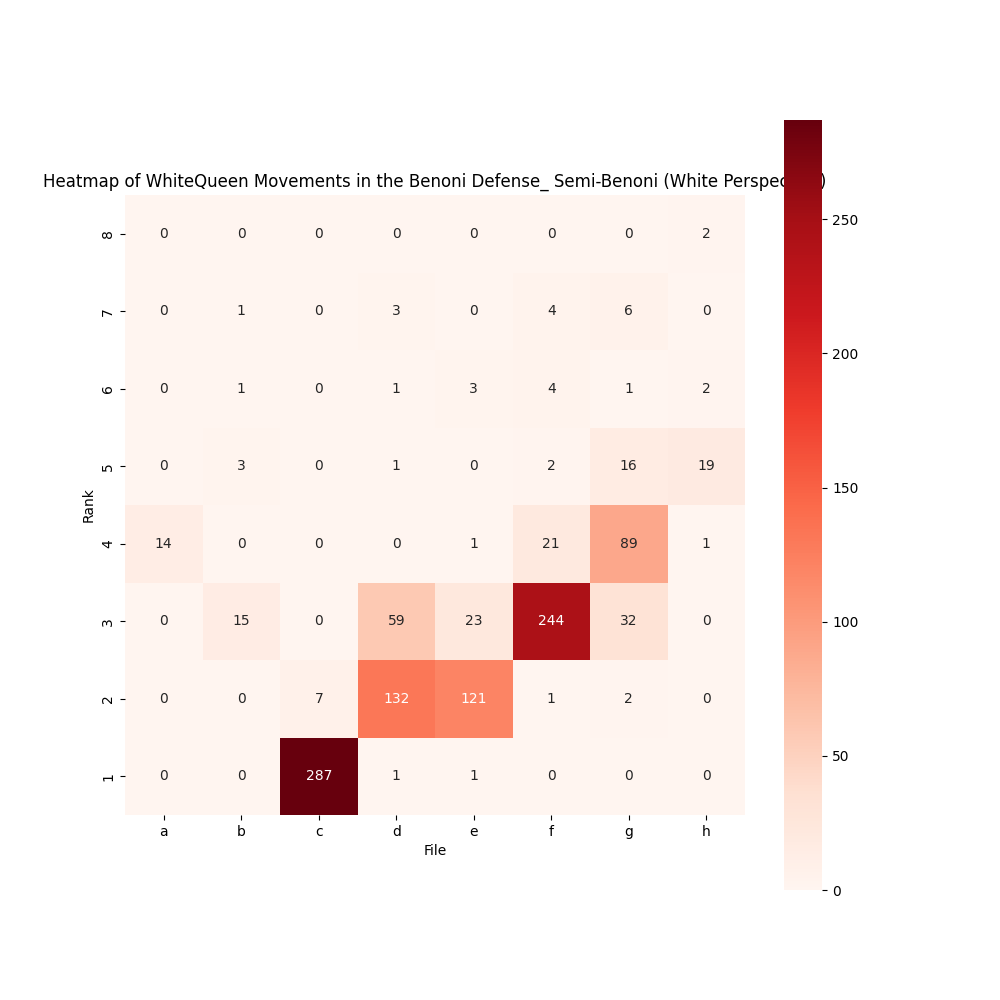 Heatmap of WhiteQueen Movements in the Benoni Defense_ Semi-Benoni (White Perspec )
8 0 0 0 0 0 0 0 2
7 0 1 0 3 0 4 6 0
6 0 1 0 1 3 4 1 2
5 0 3 0 1 0 2 16 19
4 14 0 0 0 1 21 89 1
3 0 15 0 59 23 244 32 0
2 0 0 7 132 121 1 2 0
1 0 0 287 1 1 0 0 0
a b c d e f g h
File
Rank
250
200
150
100
50
0